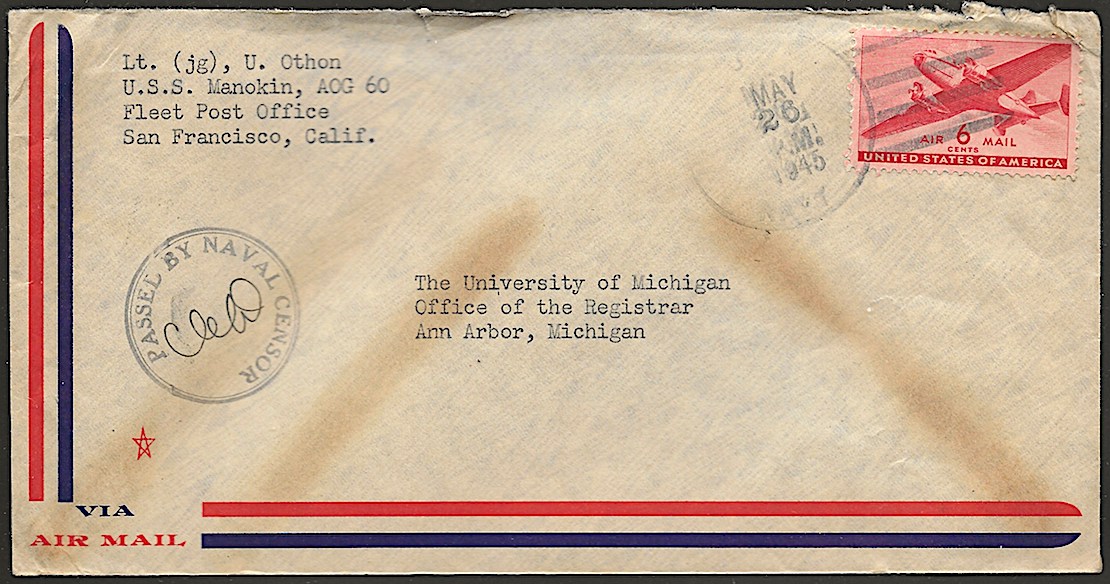 Lt. (jg), U. Othon
U.S.S. Manokin, AOG 60
Fleet Post Office
San Francisco, Calif.
MAY
26
P.M.
1945
NAVY
AIR 6 MAIL
CENTS
UNITED STATES OF AMERICA
PASSED BY NAVAL CENSOR
The University of Michigan
Office of the Registrar
Ann Arbor, Michigan
VIA
AIR MAIL